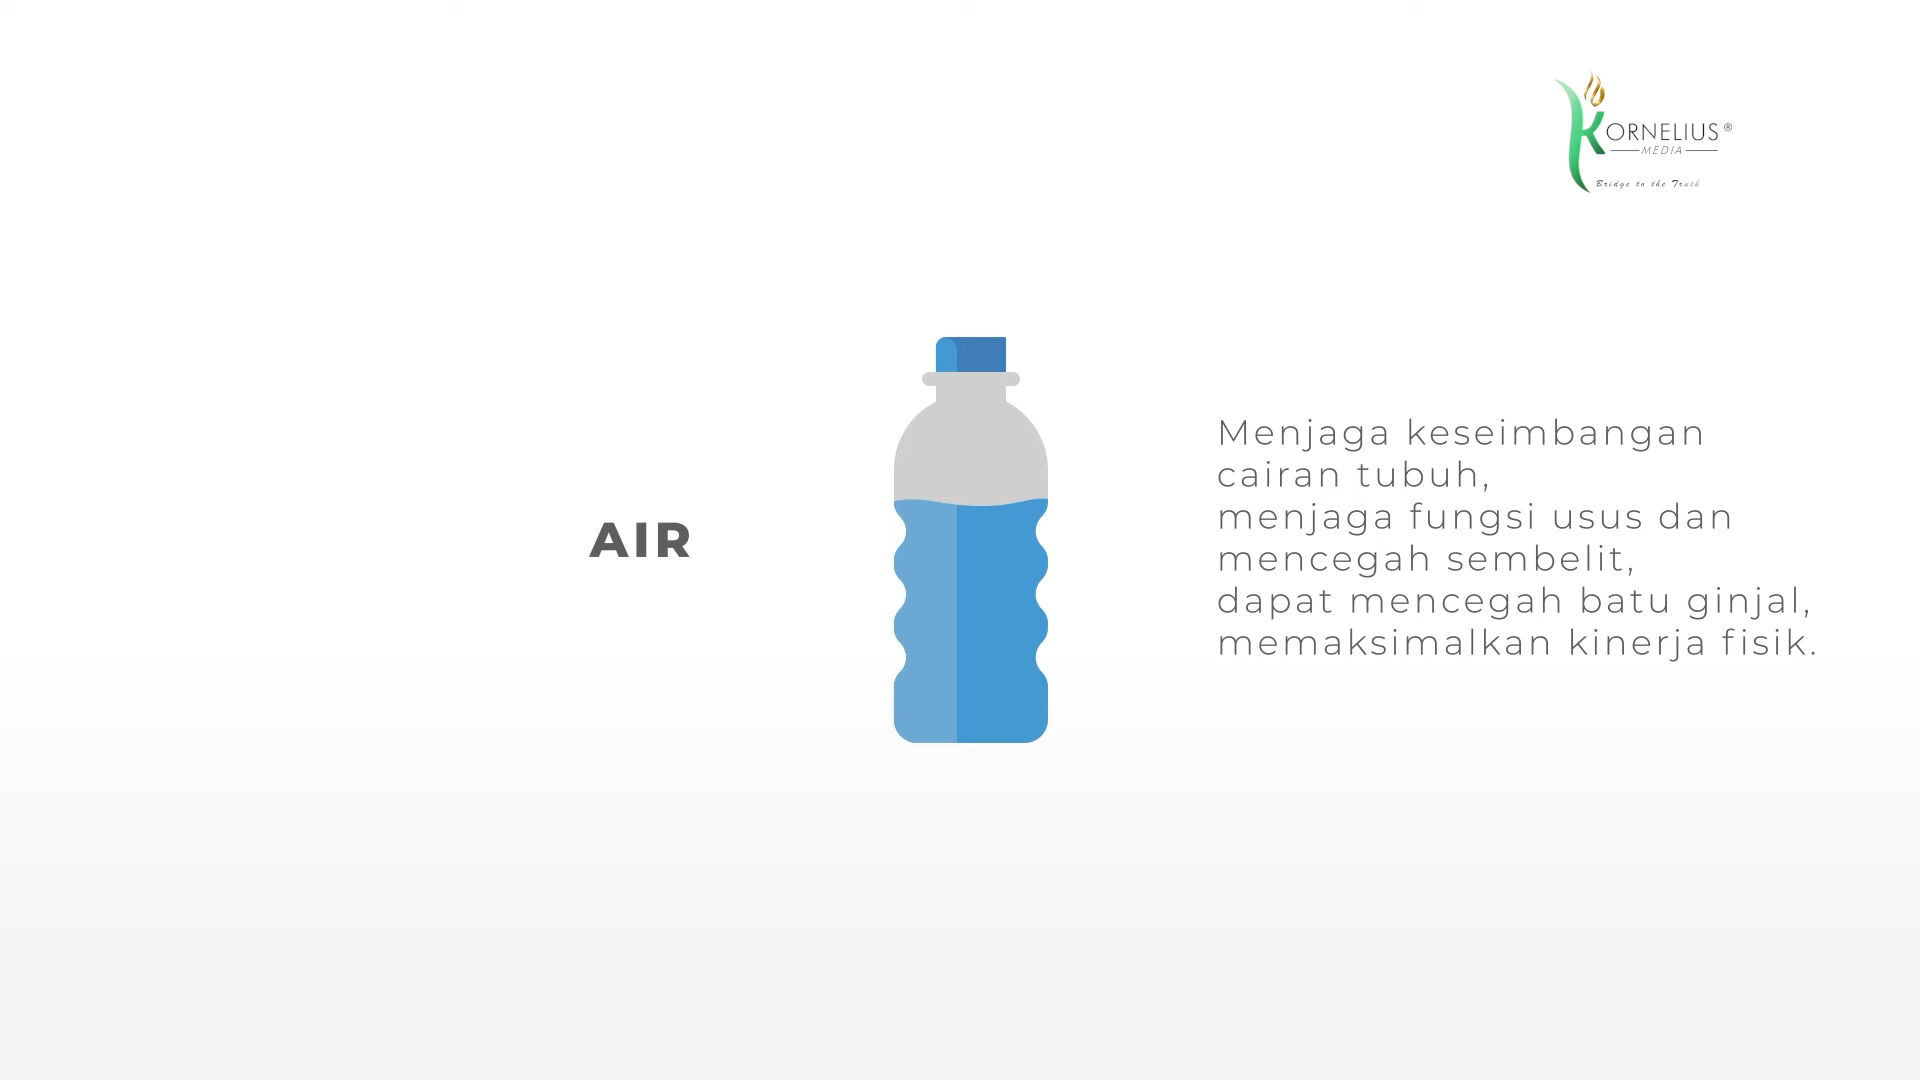 KORNELIUS®
MEDIA
Bridge to the Truth
AIR
Menjaga keseimbangan
cairan tubuh,
menjaga fungsi usus dan
mencegah sembelit,
dapat mencegah batu ginjal,
memaksimalkan kinerja fisik.